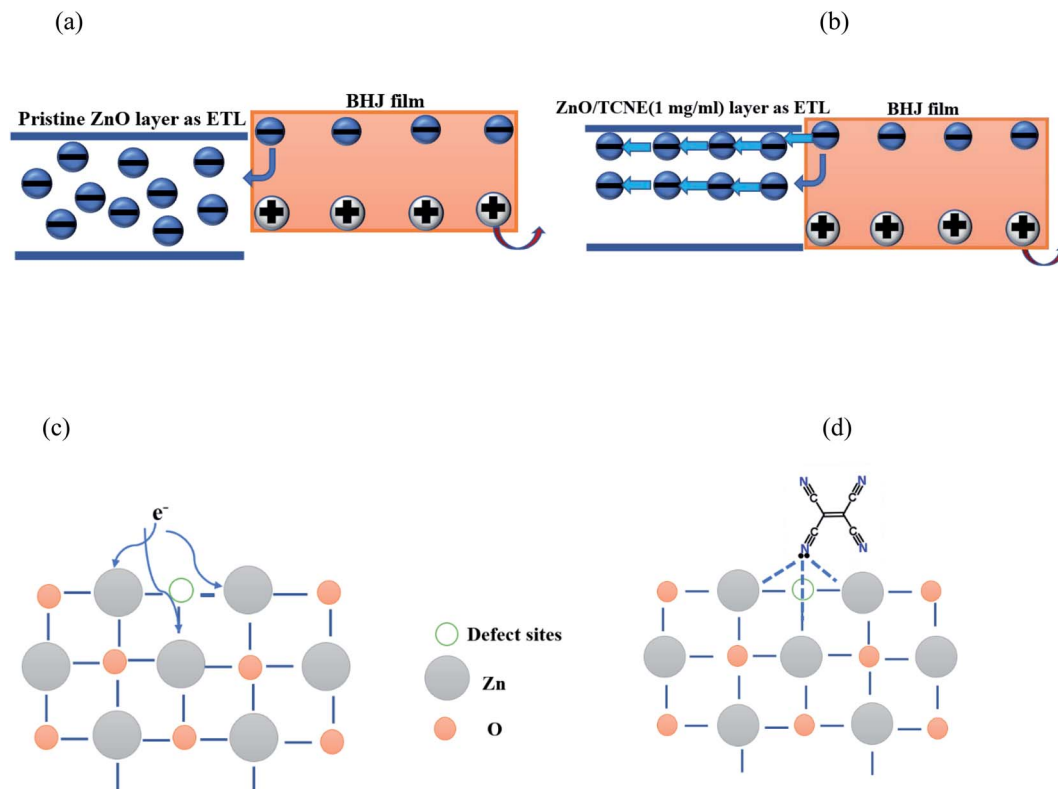 (a)
(b)
Pristine ZnO layer as ETL
BHJ film
ZnO/TCNE(1 mg/ml) layer as ETL
BHJ film
(c)
(d)
e⁻
N
N
C
C
C
C
N
N
Defect sites
Zn
O